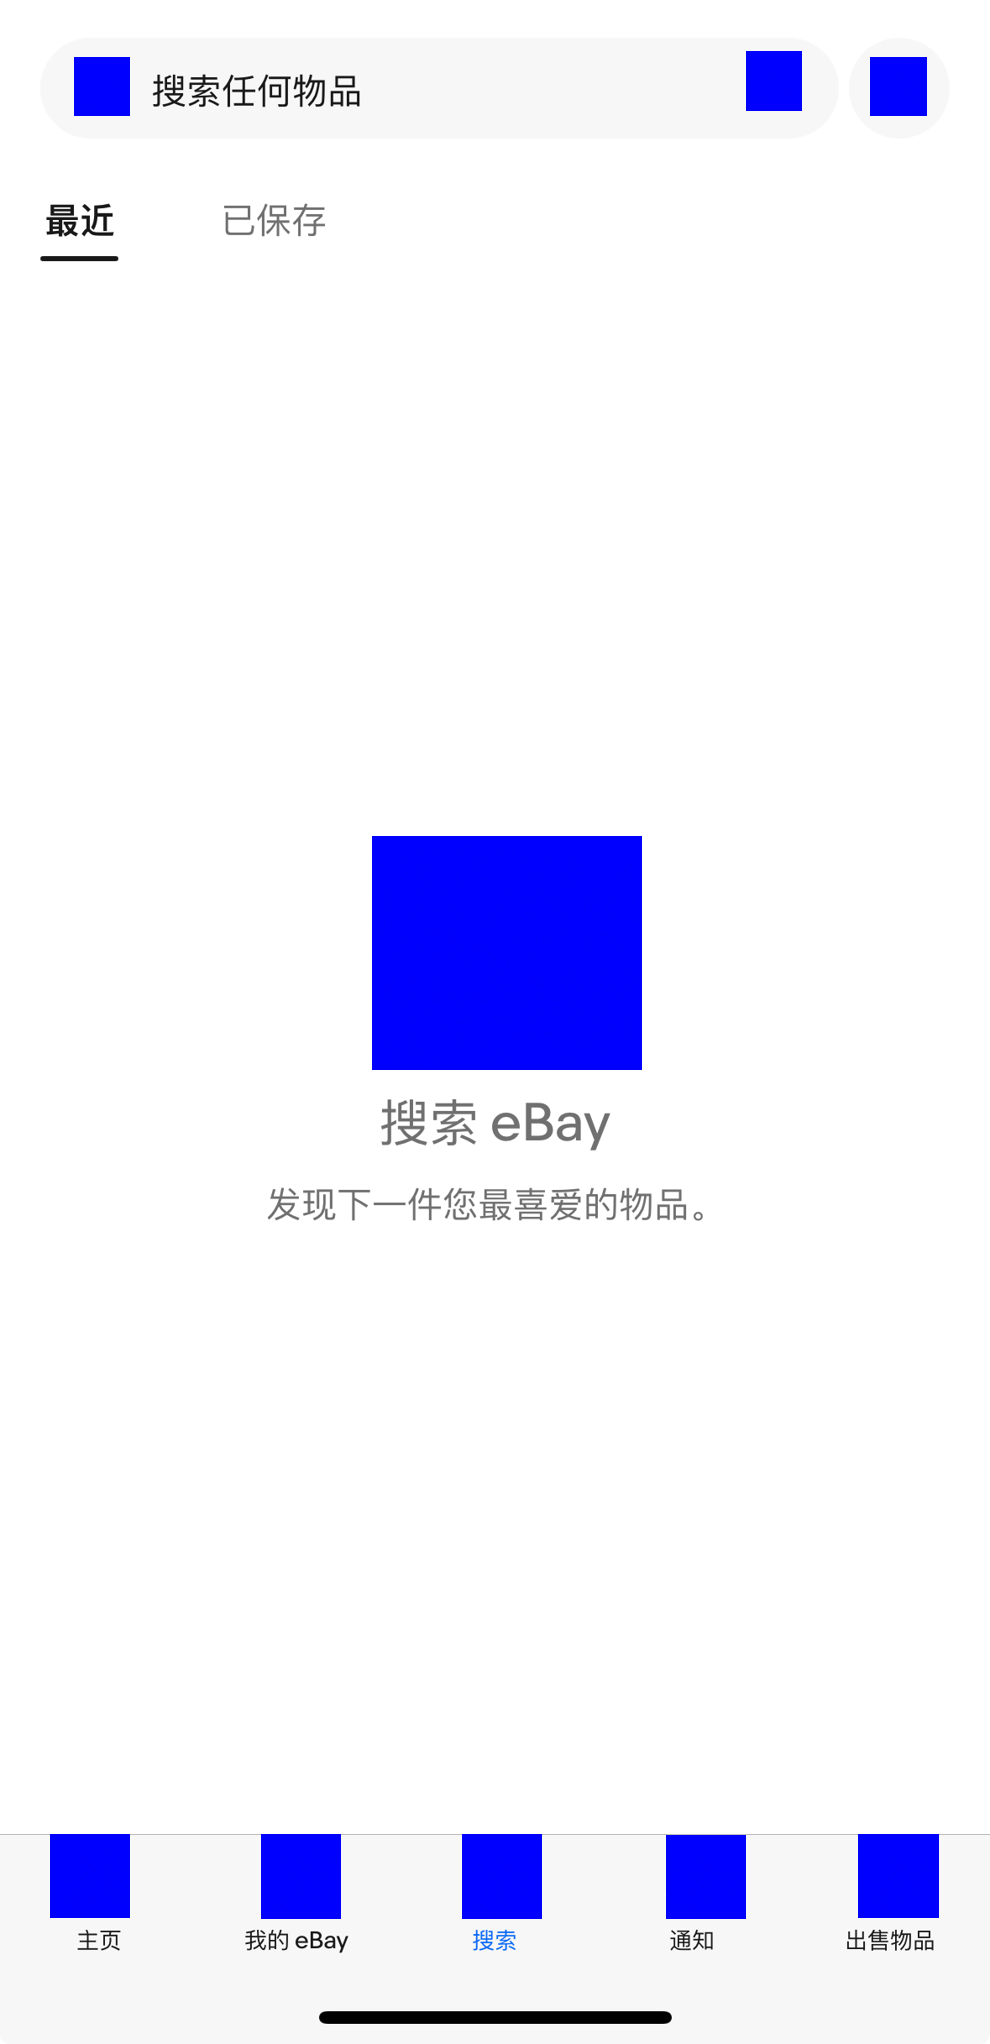 搜索任何物品
最近
已保存
搜索 eBay
发现下一件您最喜爱的物品。
主页
我的 eBay
搜索
通知
出售物品